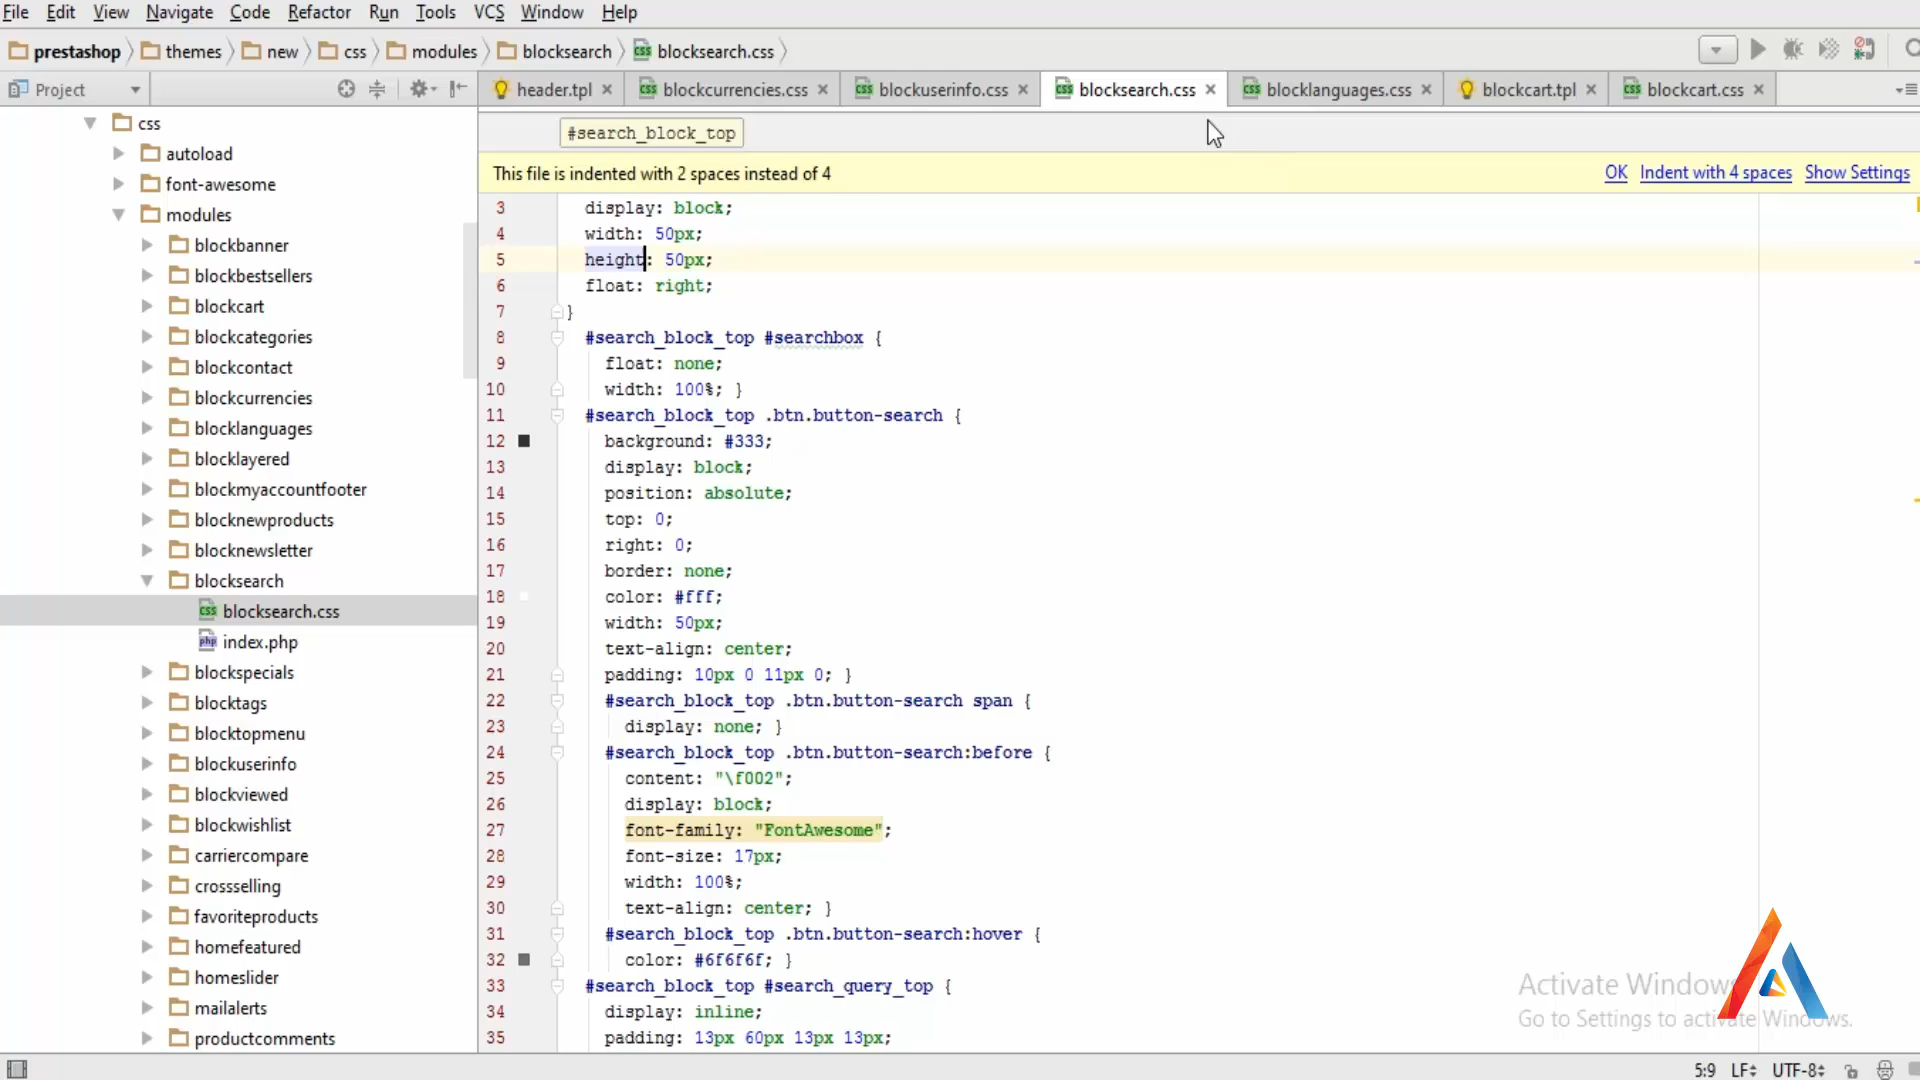 File Edit View Navigate Code Refactor Run Tools VCS Window Help
prestashop themes new css modules blocksearch blocksearch.css
Project header.tpl blockcurrencies.css blockuserinfo.css blocksearch.css blocklanguages.css blockcart.tpl blockcart.css
#search_block_top
This file is indented with 2 spaces instead of 4 OK Indent with 4 spaces Show Settings
css
autoload
font-awesome
modules
blockbanner
blockbestsellers
blockcart
blockcategories
blockcontact
blockcurrencies
blocklanguages
blocklayered
blockmyaccountfooter
blocknewproducts
blocknewsletter
blocksearch
blocksearch.css
index.php
blockspecials
blocktags
blocktopmenu
blockuserinfo
blockviewed
blockwishlist
carriercompare
crossselling
favoriteproducts
homefeatured
homeslider
mailalerts
productcomments
3 display: block;
4 width: 50px;
5 height: 50px;
6 float: right;
7 }
8 #search_block_top #searchbox {
9 float: none;
10 width: 100%; }
11 #search_block_top .btn.button-search {
12 background: #333;
13 display: block;
14 position: absolute;
15 top: 0;
16 right: 0;
17 border: none;
18 color: #fff;
19 width: 50px;
20 text-align: center;
21 padding: 10px 0 11px 0; }
22 #search_block_top .btn.button-search span {
23 display: none; }
24 #search_block_top .btn.button-search:before {
25 content: "\f002";
26 display: block;
27 font-family: "FontAwesome";
28 font-size: 17px;
29 width: 100%;
30 text-align: center; }
31 #search_block_top .btn.button-search:hover {
32 color: #6f6f6f; }
33 #search_block_top #search_query_top {
34 display: inline;
35 padding: 13px 60px 13px 13px;
Activate Windows
Go to Settings to activate Windows.
5:9 LF UTF-8